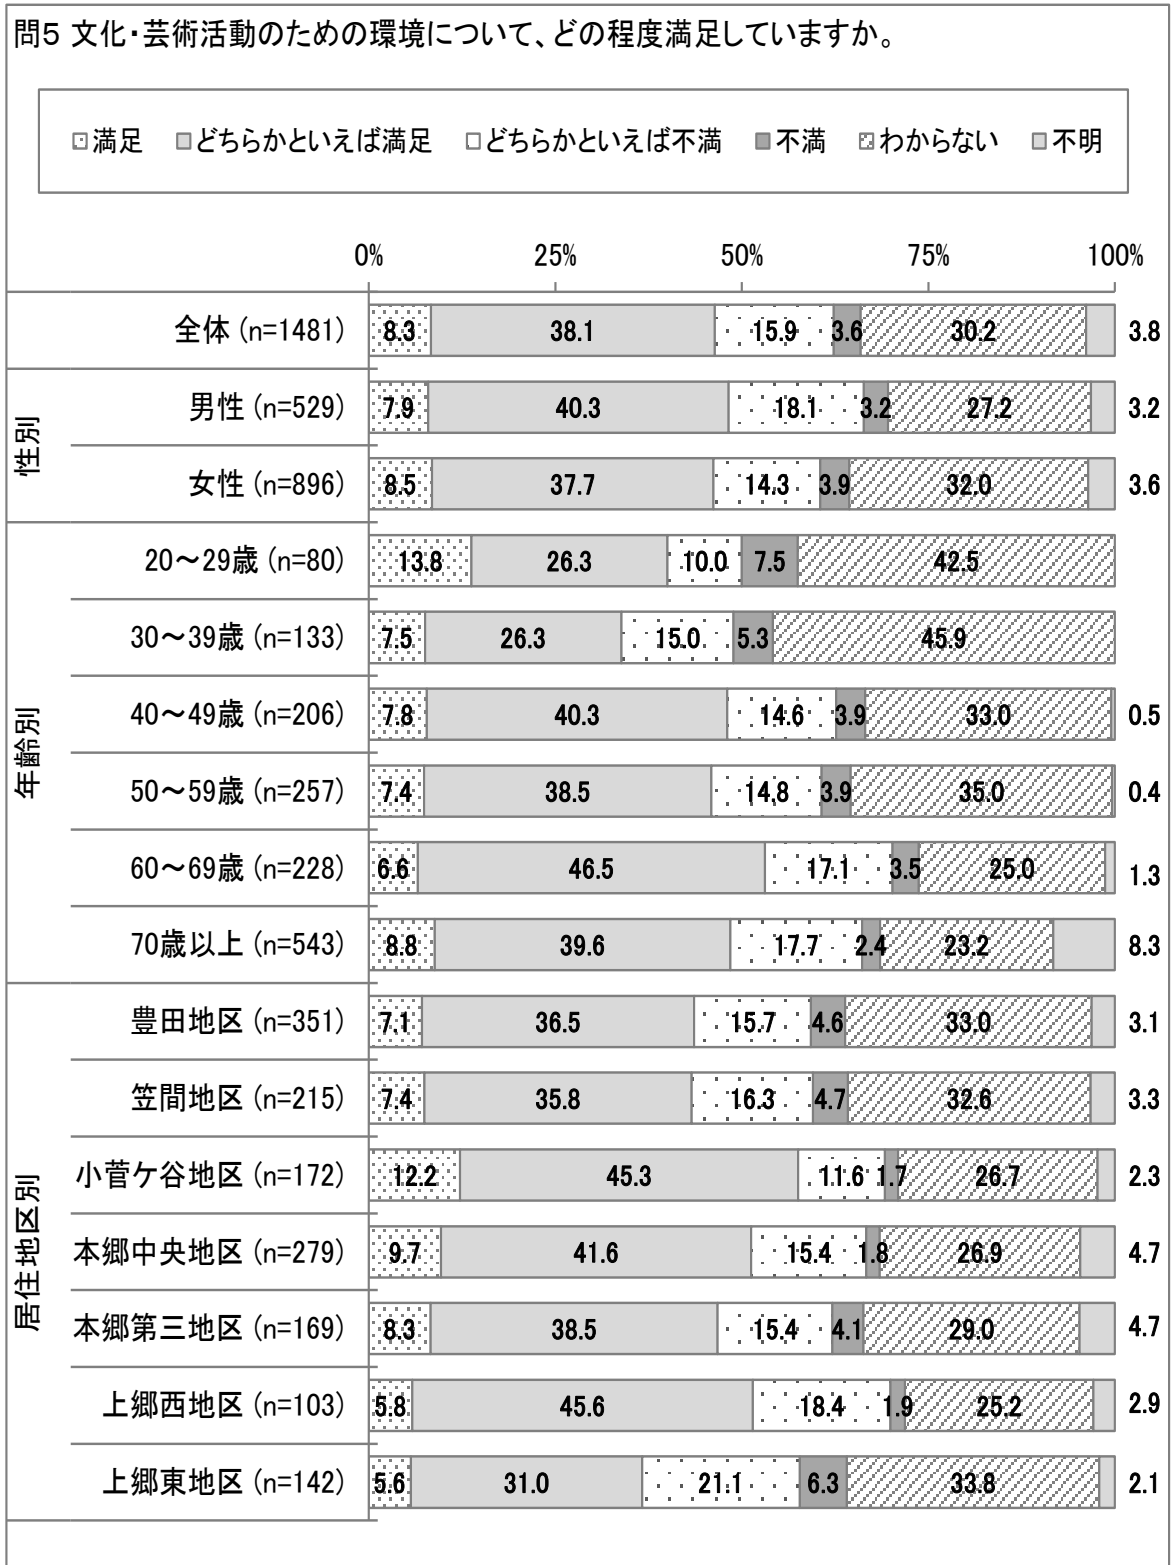 問5 文化・芸術活動のための環境について、どの程度満足していますか。
満足 どちらかといえば満足 どちらかといえば不満 不満 わからない 不明
0% 25% 50% 75% 100%
全体 (n=1481) 8.3 38.1 15.9 3.6 30.2 3.8
性別
男性 (n=529) 7.9 40.3 18.1 3.2 27.2 3.2
女性 (n=896) 8.5 37.7 14.3 3.9 32.0 3.6
年齢別
20～29歳 (n=80) 13.8 26.3 10.0 7.5 42.5
30～39歳 (n=133) 7.5 26.3 15.0 5.3 45.9
40～49歳 (n=206) 7.8 40.3 14.6 3.9 33.0 0.5
50～59歳 (n=257) 7.4 38.5 14.8 3.9 35.0 0.4
60～69歳 (n=228) 6.6 46.5 17.1 3.5 25.0 1.3
70歳以上 (n=543) 8.8 39.6 17.7 2.4 23.2 8.3
居住地区別
豊田地区 (n=351) 7.1 36.5 15.7 4.6 33.0 3.1
笠間地区 (n=215) 7.4 35.8 16.3 4.7 32.6 3.3
小菅ケ谷地区 (n=172) 12.2 45.3 11.6 1.7 26.7 2.3
本郷中央地区 (n=279) 9.7 41.6 15.4 1.8 26.9 4.7
本郷第三地区 (n=169) 8.3 38.5 15.4 4.1 29.0 4.7
上郷西地区 (n=103) 5.8 45.6 18.4 1.9 25.2 2.9
上郷東地区 (n=142) 5.6 31.0 21.1 6.3 33.8 2.1